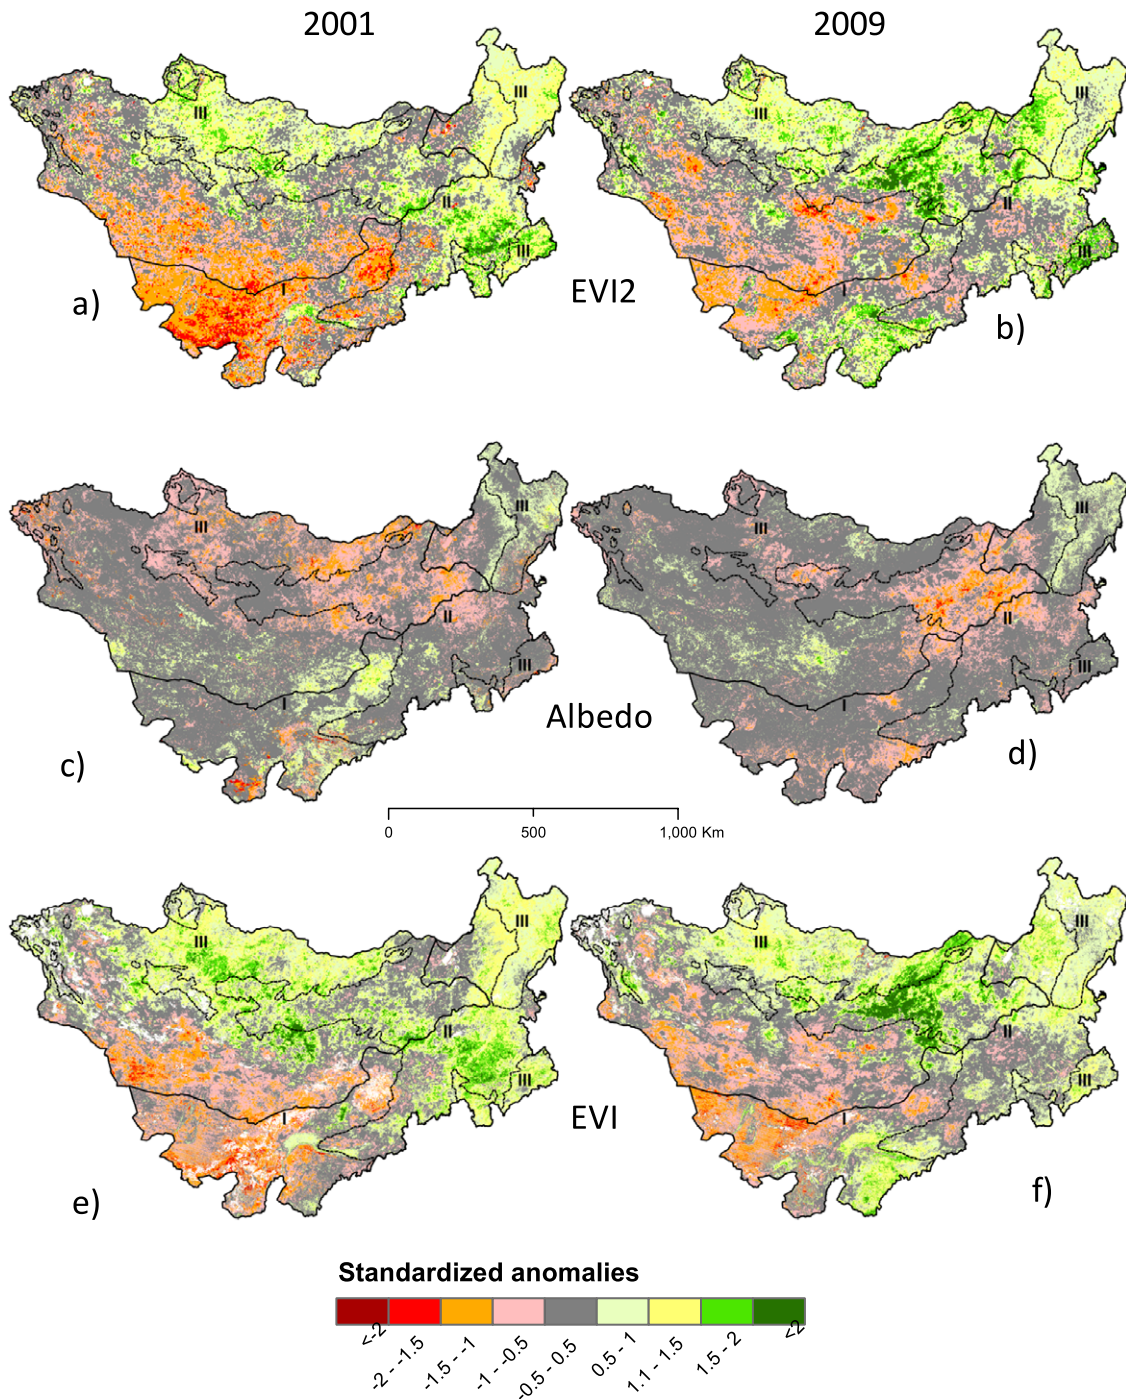 2001
2009
III
III
III
III
II
II
III
III
I
I
a)
EVI2
b)
III
III
III
III
II
II
III
III
I
I
Albedo
c)
d)
0
500
1,000 Km
III
III
III
III
II
II
III
III
I
I
EVI
e)
f)
Standardized anomalies
<-2
-2 - -1.5
-1.5 - -1
-1 - -0.5
-0.5 - 0.5
0.5 - 1
1.1 - 1.5
1.5 - 2
<2